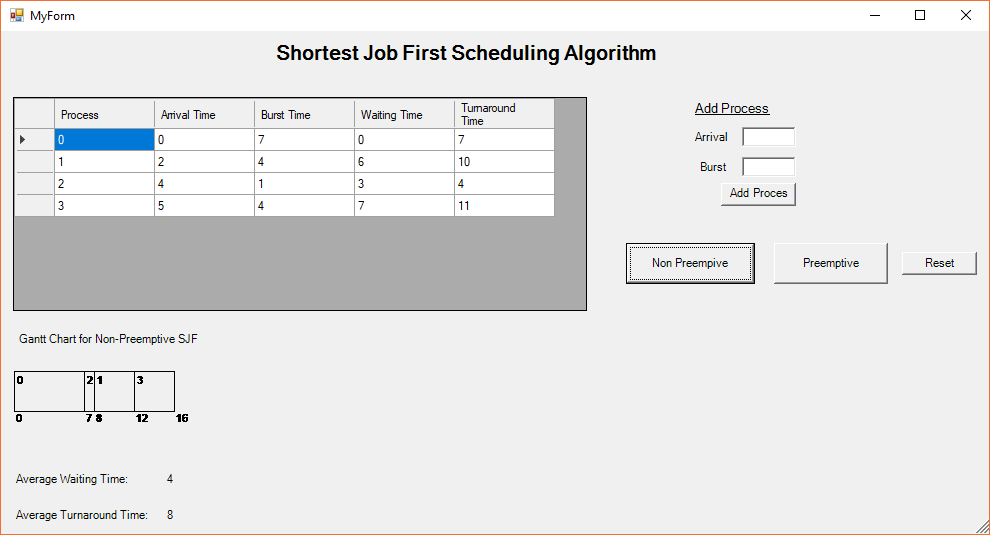 MyForm
Shortest Job First Scheduling Algorithm
Process Arrival Time Burst Time Waiting Time Turnaround Time
0 0 7 0 7
1 2 4 6 10
2 4 1 3 4
3 5 4 7 11
Add Process
Arrival
Burst
Add Proces
Non Preempive Preemptive Reset
Gantt Chart for Non-Preemptive SJF
0 2 1 3
0 7 8 12 16
Average Waiting Time: 4
Average Turnaround Time: 8